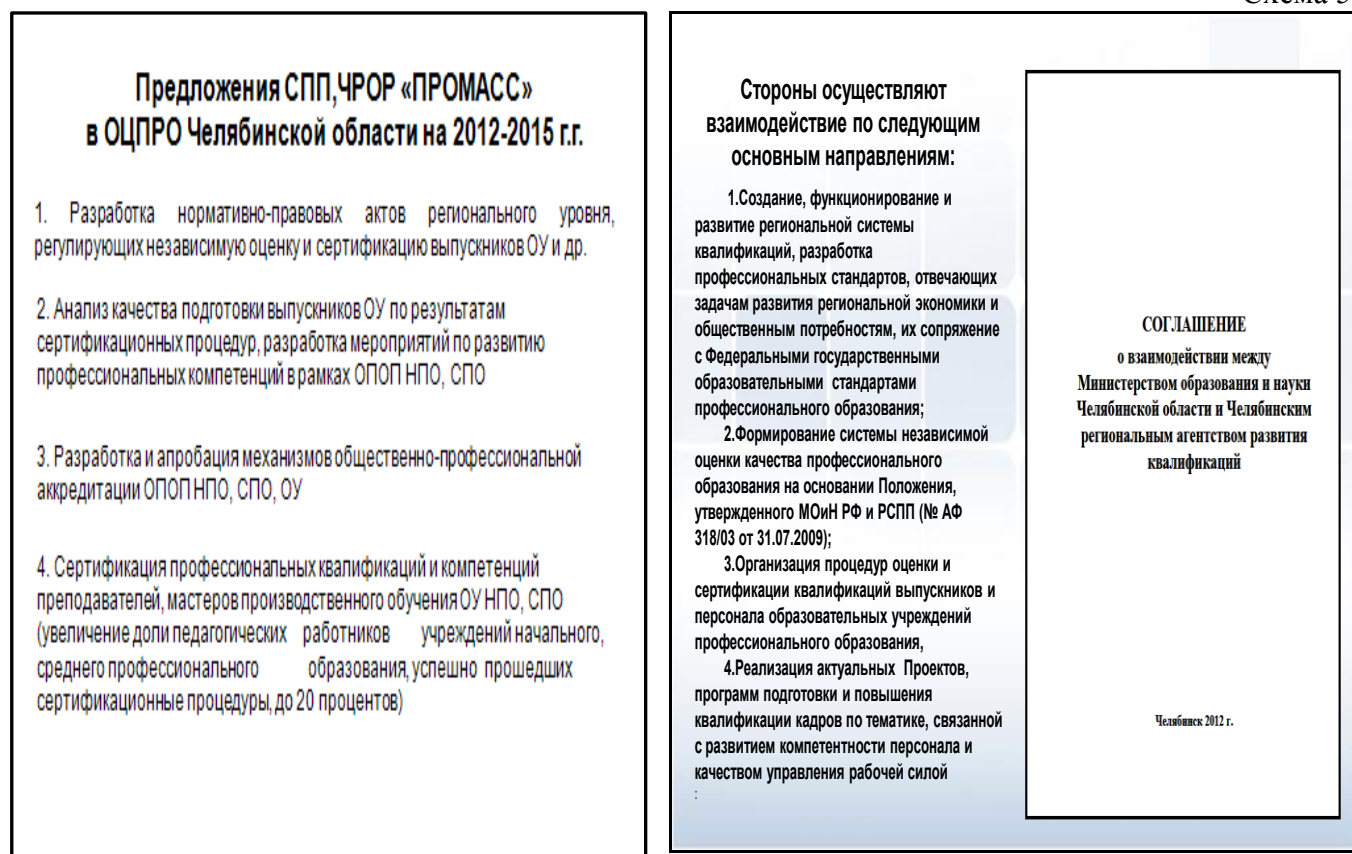 Схема 3
Предложения СПП,ЧРОР «ПРОМАСС»
в ОЦПРО Челябинской области на 2012-2015 г.г.
1. Разработка нормативно-правовых актов регионального уровня,
регулирующих независимую оценку и сертификацию выпускников ОУ и др.
2. Анализ качества подготовки выпускников ОУ по результатам
сертификационных процедур, разработка мероприятий по развитию
профессиональных компетенций в рамках ОПОП НПО, СПО
3. Разработка и апробация механизмов общественно-профессиональной
аккредитации ОПОП НПО, СПО, ОУ
4. Сертификация профессиональных квалификаций и компетенций
преподавателей, мастеров производственного обучения ОУ НПО, СПО
(увеличение доли педагогических работников учреждений начального,
среднего профессионального образования, успешно прошедших
сертификационные процедуры, до 20 процентов)
Стороны осуществляют
взаимодействие по следующим
основным направлениям:
1.Создание, функционирование и
развитие региональной системы
квалификаций, разработка
профессиональных стандартов, отвечающих
задачам развития региональной экономики и
общественным потребностям, их сопряжение
с Федеральными государственными
образовательными стандартами
профессионального образования;
2.Формирование системы независимой
оценки качества профессионального
образования на основании Положения,
утвержденного МОиН РФ и РСПП (№ АФ
318/03 от 31.07.2009);
3.Организация процедур оценки и
сертификации квалификаций выпускников и
персонала образовательных учреждений
профессионального образования,
4.Реализация актуальных Проектов,
программ подготовки и повышения
квалификации кадров по тематике, связанной
с развитием компетентности персонала и
качеством управления рабочей силой
:
СОГЛАШЕНИЕ
о взаимодействии между
Министерством образования и науки
Челябинской области и Челябинским
региональным агентством развития
квалификаций
Челябинск 2012 г.